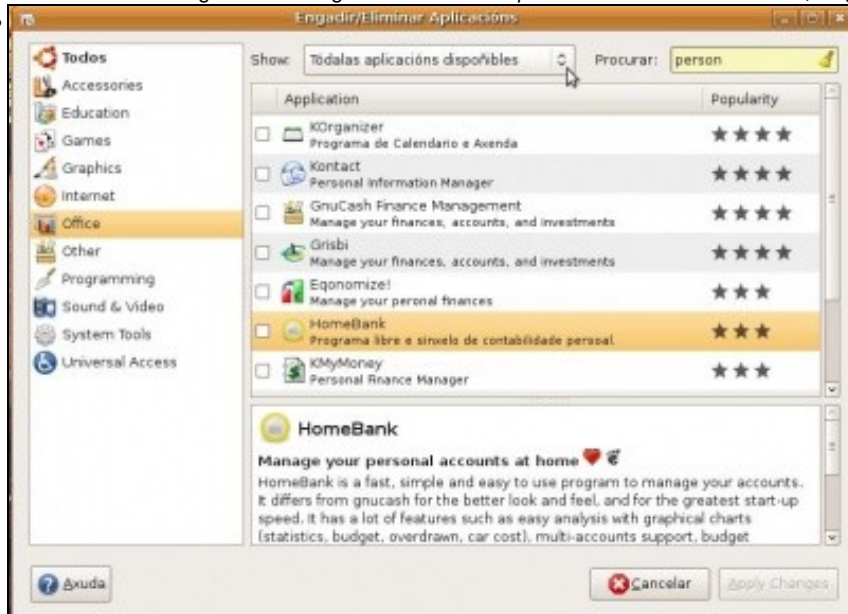 Engadir/Eliminar Aplicacións
Todos
Accessories
Education
Games
Graphics
Internet
Office
Other
Programming
Sound & Video
System Tools
Universal Access
Show: Tódalas aplicacións dispoñibles
Procurar: person
Application Popularity
KOrganizer
Programa de Calendario e Axenda
Kontact
Personal Information Manager
GnuCash Finance Management
Manage your finances, accounts, and investments
Grisbi
Manage your finances, accounts, and investments
Eqonomize!
Manage your peronal finances
HomeBank
Programa libre e sinxelo de contabilidade persoal
KMyMoney
Personal Finance Manager
HomeBank
Manage your personal accounts at home
HomeBank is a fast, simple and easy to use program to manage your accounts.
It differs from gnucash for the better look and feel, and for the greatest start-up
speed. It has a lot of features such as easy analysis with graphical charts
(statistics, budget, overdrawn, car cost), multi-accounts support, budget
Axuda
Cancelar
Apply Changes